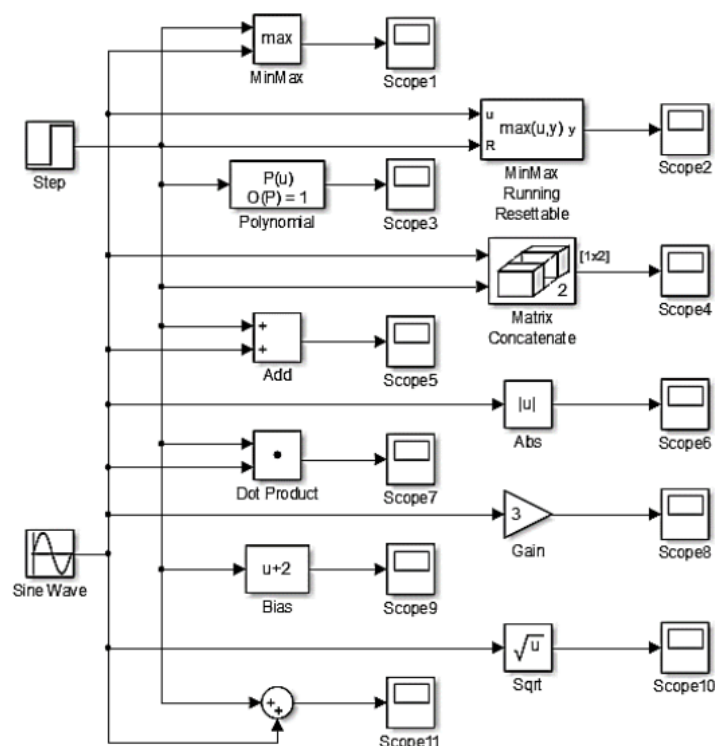 max
MinMax
Scope1
u
R
max(u,y) y
MinMax
Running
Resettable
Scope2
Step
P(u)
O(P) = 1
Polynomial
Scope3
[1x2]
2
Matrix
Concatenate
Scope4
+
+
Add
Scope5
|u|
Abs
Scope6
Dot Product
Scope7
3
Gain
Scope8
Sine Wave
u+2
Bias
Scope9
√u
Sqrt
Scope10
+
+
Scope11